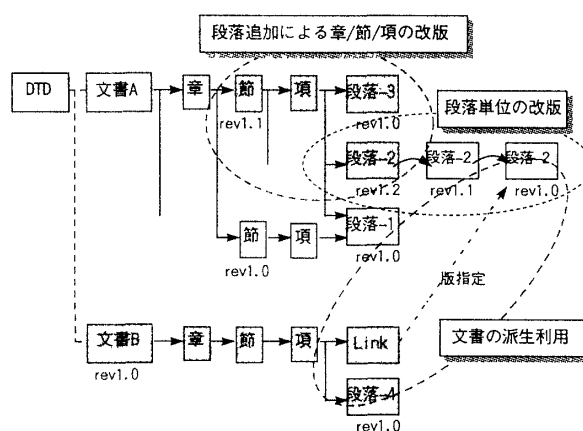 段落追加による章/節/項の改版
DTD
文書A
章
節
項
段落-3
rev1.1
rev1.0
段落単位の改版
段落-2
段落-2
段落-2
rev1.2
rev1.1
rev1.0
段落-1
節
項
rev1.0
rev1.0
版指定
文書の派生利用
文書B
章
節
項
Link
rev1.0
段落-4
rev1.0